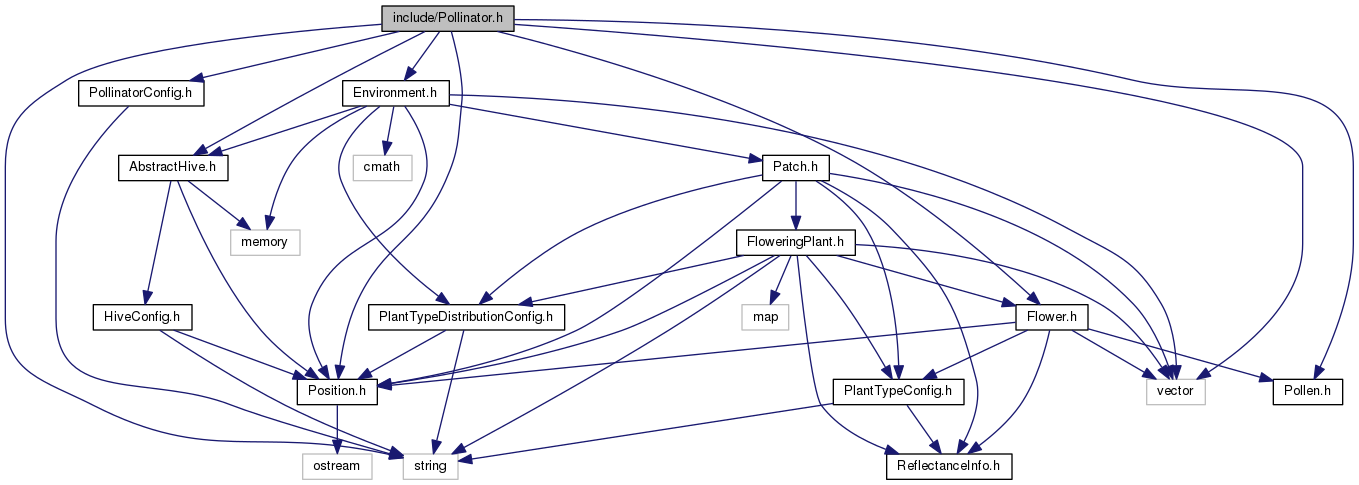 include/Pollinator.h
PollinatorConfig.h
Environment.h
AbstractHive.h
cmath
Patch.h
memory
FloweringPlant.h
HiveConfig.h
PlantTypeDistributionConfig.h
map
Flower.h
Position.h
PlantTypeConfig.h
vector
Pollen.h
ostream
string
ReflectanceInfo.h